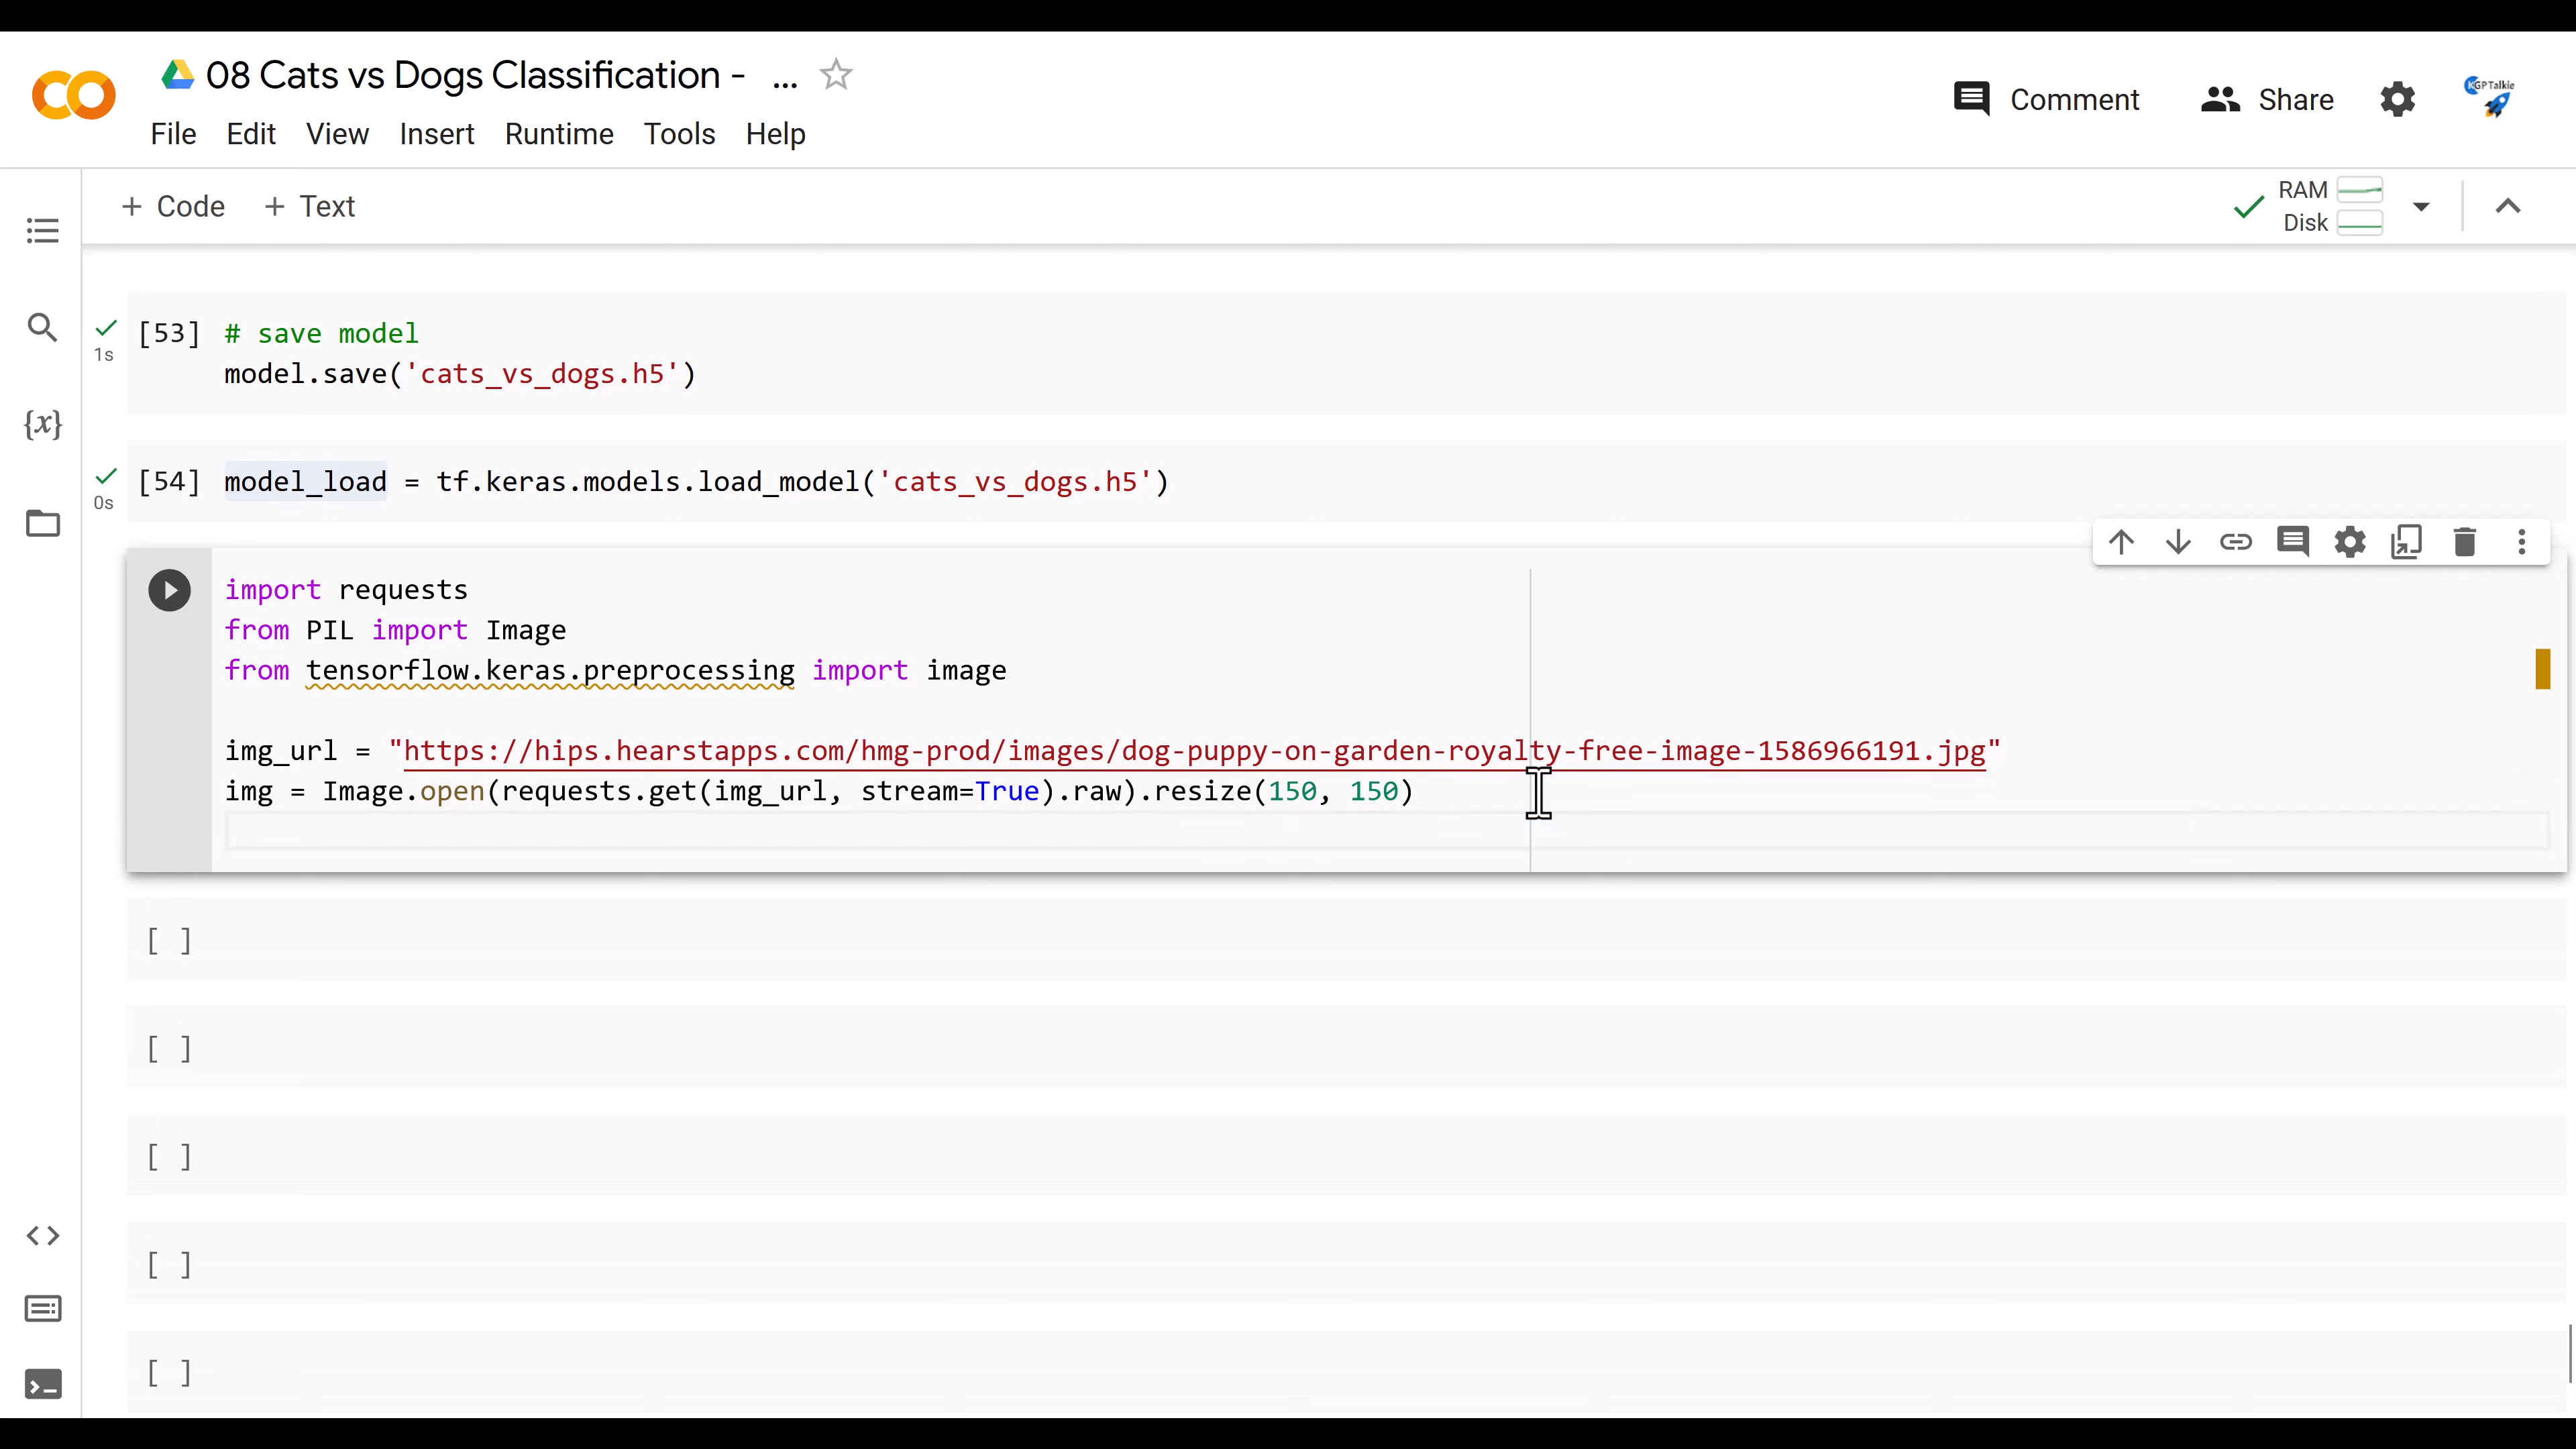 08 Cats vs Dogs Classification - ...
File Edit View Insert Runtime Tools Help
Comment
Share
KGPTalkie
+ Code + Text
RAM
Disk
1s
[53] # save model
model.save('cats_vs_dogs.h5')
0s
[54] model_load = tf.keras.models.load_model('cats_vs_dogs.h5')
{x}
import requests
from PIL import Image
from tensorflow.keras.preprocessing import image
img_url = "https://hips.hearstapps.com/hmg-prod/images/dog-puppy-on-garden-royalty-free-image-1586966191.jpg"
img = Image.open(requests.get(img_url, stream=True).raw).resize(150, 150)
[ ]
[ ]
[ ]
[ ]
[ ]